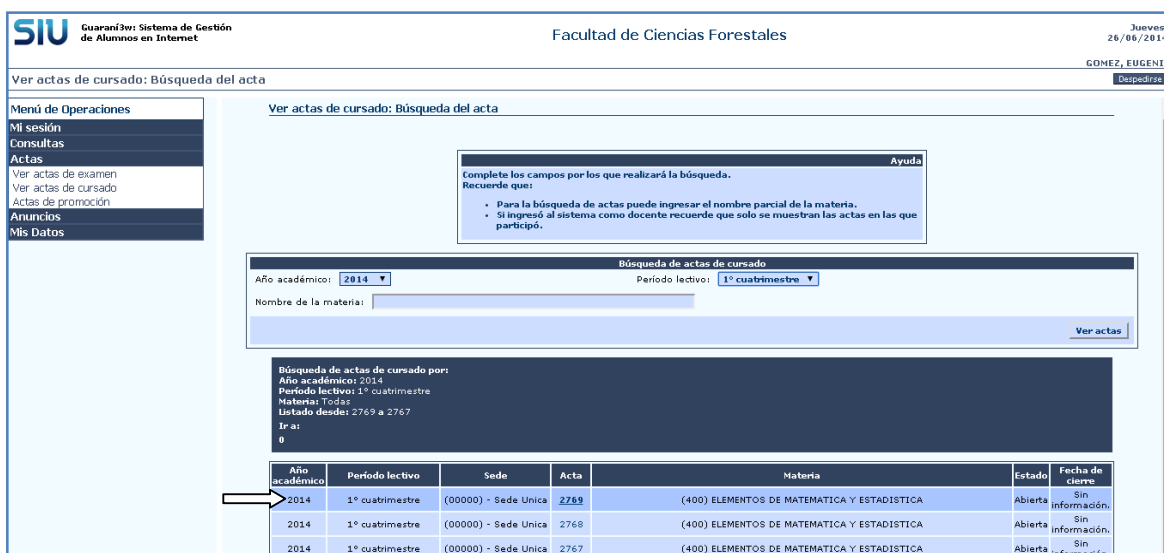 SIU Guaraní3w: Sistema de Gestión
de Alumnos en Internet
Facultad de Ciencias Forestales
Jueves
26/06/2014
GOMEZ, EUGENI
Ver actas de cursado: Búsqueda del acta
Despedirse
Menú de Operaciones
Mi sesión
Consultas
Actas
Ver actas de examen
Ver actas de cursado
Actas de promoción
Anuncios
Mis Datos
Ver actas de cursado: Búsqueda del acta
Ayuda
Complete los campos por los que realizará la búsqueda.
Recuerde que:
• Para la búsqueda de actas puede ingresar el nombre parcial de la materia.
• Si ingresó al sistema como docente recuerde que solo se muestran las actas en las que
participó.
Búsqueda de actas de cursado
Año académico: 2014 Período lectivo: 1º cuatrimestre
Nombre de la materia:
Ver actas
Búsqueda de actas de cursado por:
Año académico: 2014
Período lectivo: 1º cuatrimestre
Materia: Todas
Listado desde: 2769 a 2767
Ir a:
0
Año académico Período lectivo Sede Acta Materia Estado Fecha de cierre
2014 1º cuatrimestre (00000) - Sede Unica 2769 (400) ELEMENTOS DE MATEMATICA Y ESTADISTICA Abierta Sin información.
2014 1º cuatrimestre (00000) - Sede Unica 2768 (400) ELEMENTOS DE MATEMATICA Y ESTADISTICA Abierta Sin información.
2014 1º cuatrimestre (00000) - Sede Unica 2767 (400) ELEMENTOS DE MATEMATICA Y ESTADISTICA Abierta Sin